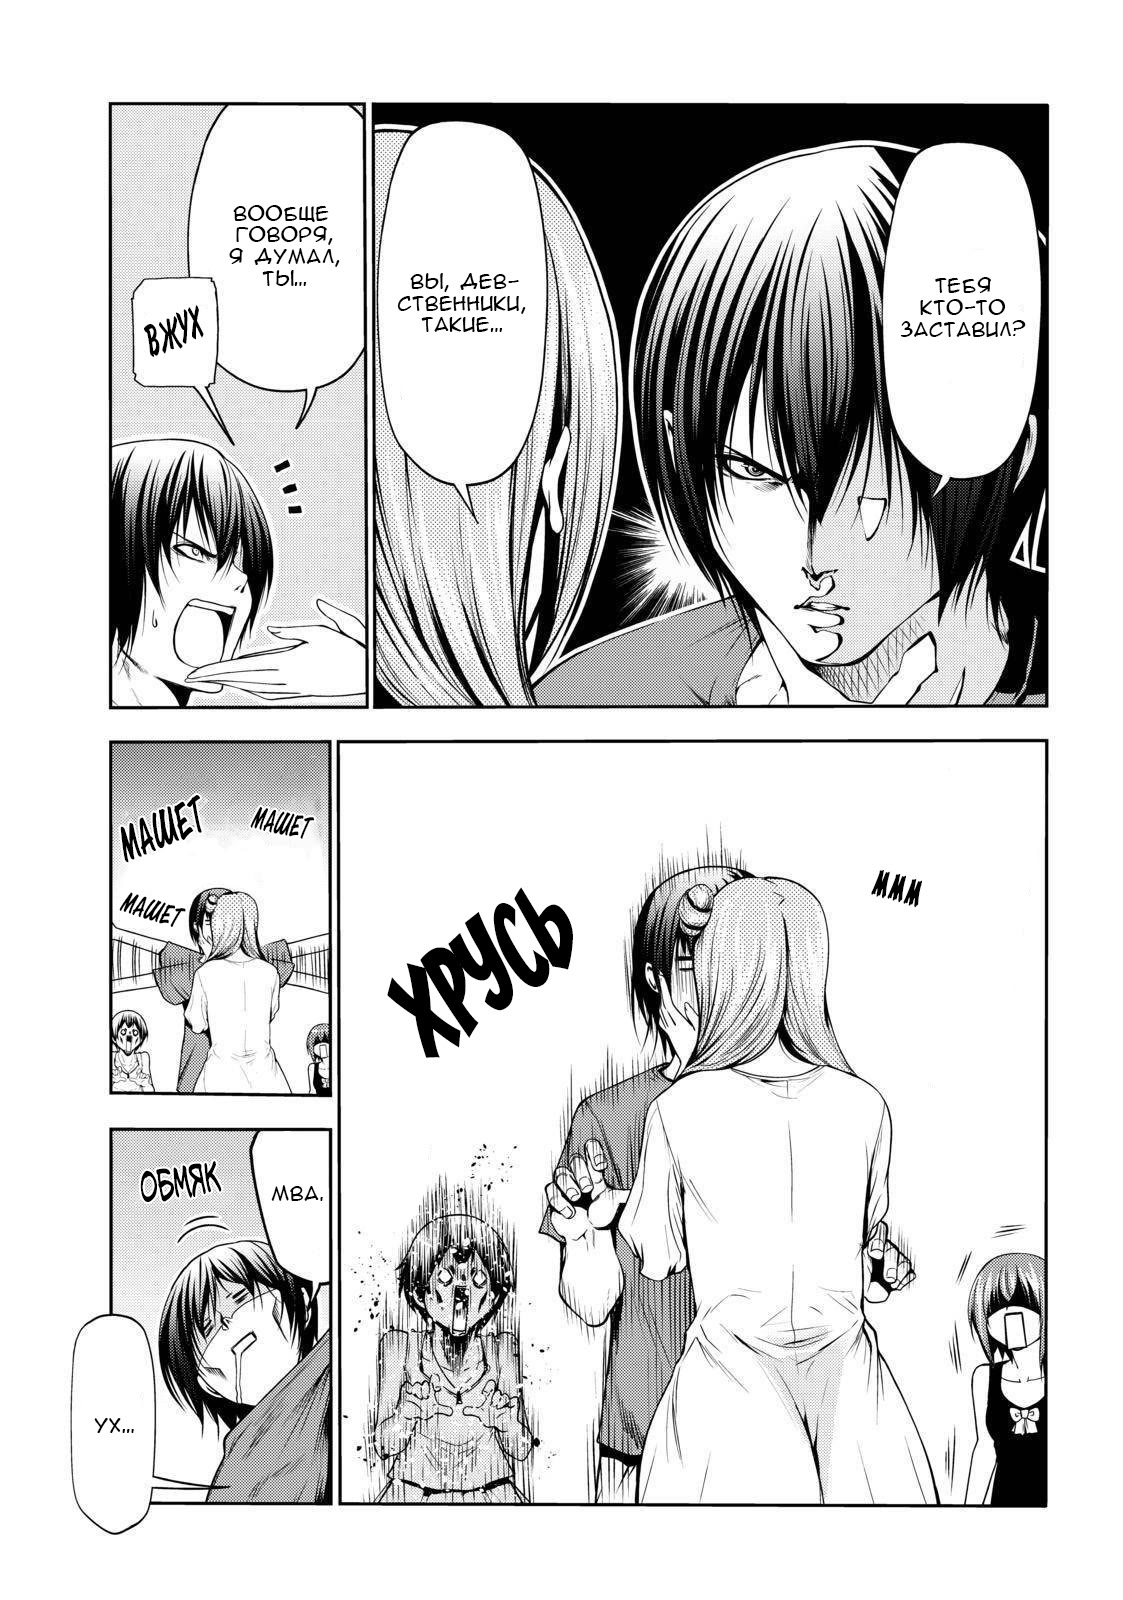 ТЕБЯ
КТО-ТО
ЗАСТАВИЛ?
ВЫ, ДЕВ-
СТВЕННИКИ,
ТАКИЕ...
ВООБЩЕ
ГОВОРЯ,
Я ДУМАЛ,
ТЫ...
ВЖУХ
МММ
ХРУСЬ
МАШЕТ
МАШЕТ
МАШЕТ
МВА.
ОБМЯК
УХ...